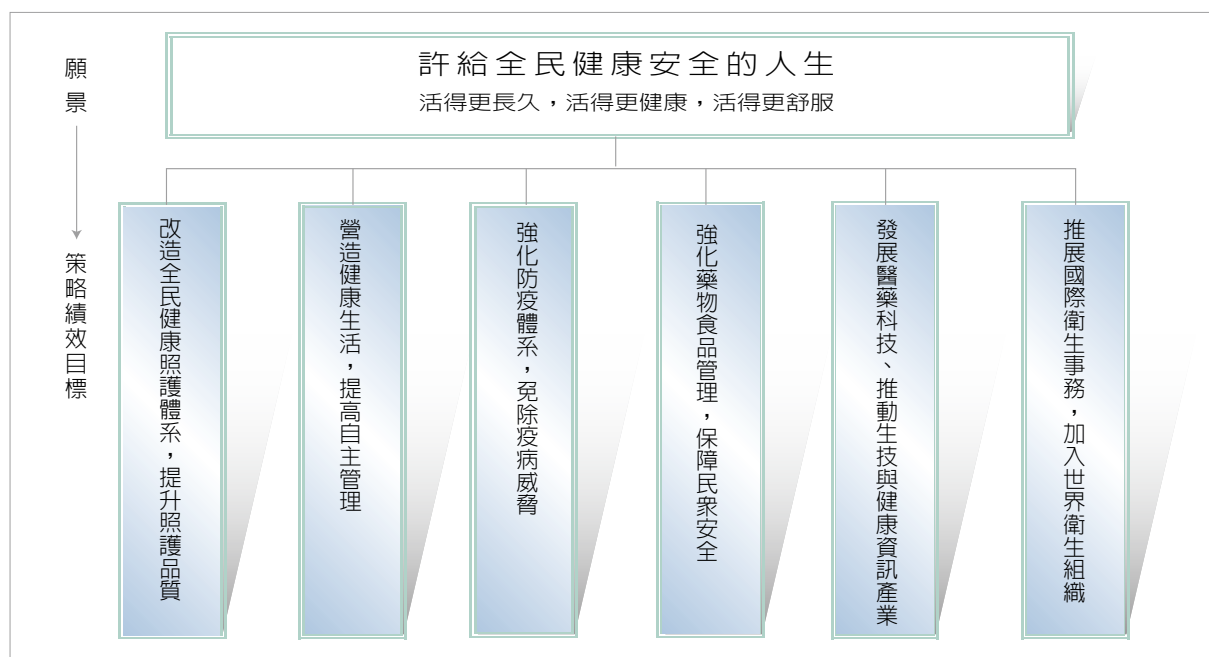 願景
許給全民健康安全的人生
活得更長久，活得更健康，活得更舒服
策略績效目標
改造全民健康照護體系，提升照護品質
營造健康生活，提高自主管理
強化防疫體系，免除疫病威脅
強化藥物食品管理，保障民眾安全
發展醫藥科技、推動生技與健康資訊產業
推展國際衛生事務，加入世界衛生組織